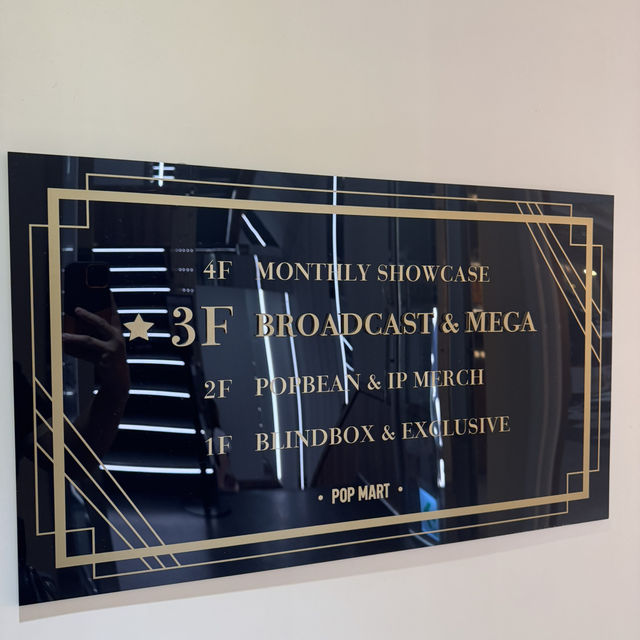 4F MONTHLY SHOWCASE
★ 3F BROADCAST & MEGA
2F POPBEAN & IP MERCH
1F BLINDBOX & EXCLUSIVE
• POP MART •